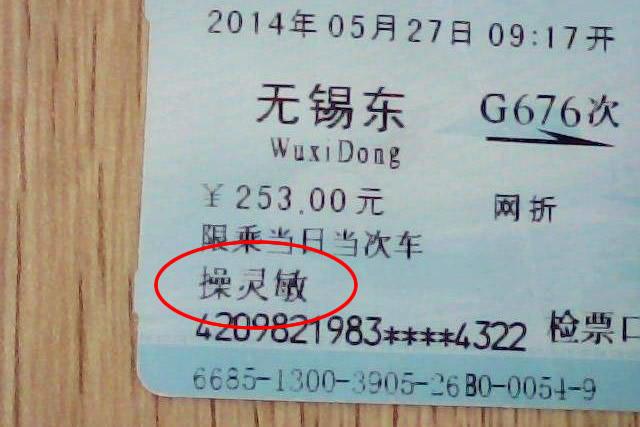 2014年05月27日 09:17开
无锡东 G676次
WuxiDong
￥253.00元 网折
限乘当日当次车
操灵敏
4209821983****4322 检票口
6685-1300-3905-26B0-0054-9